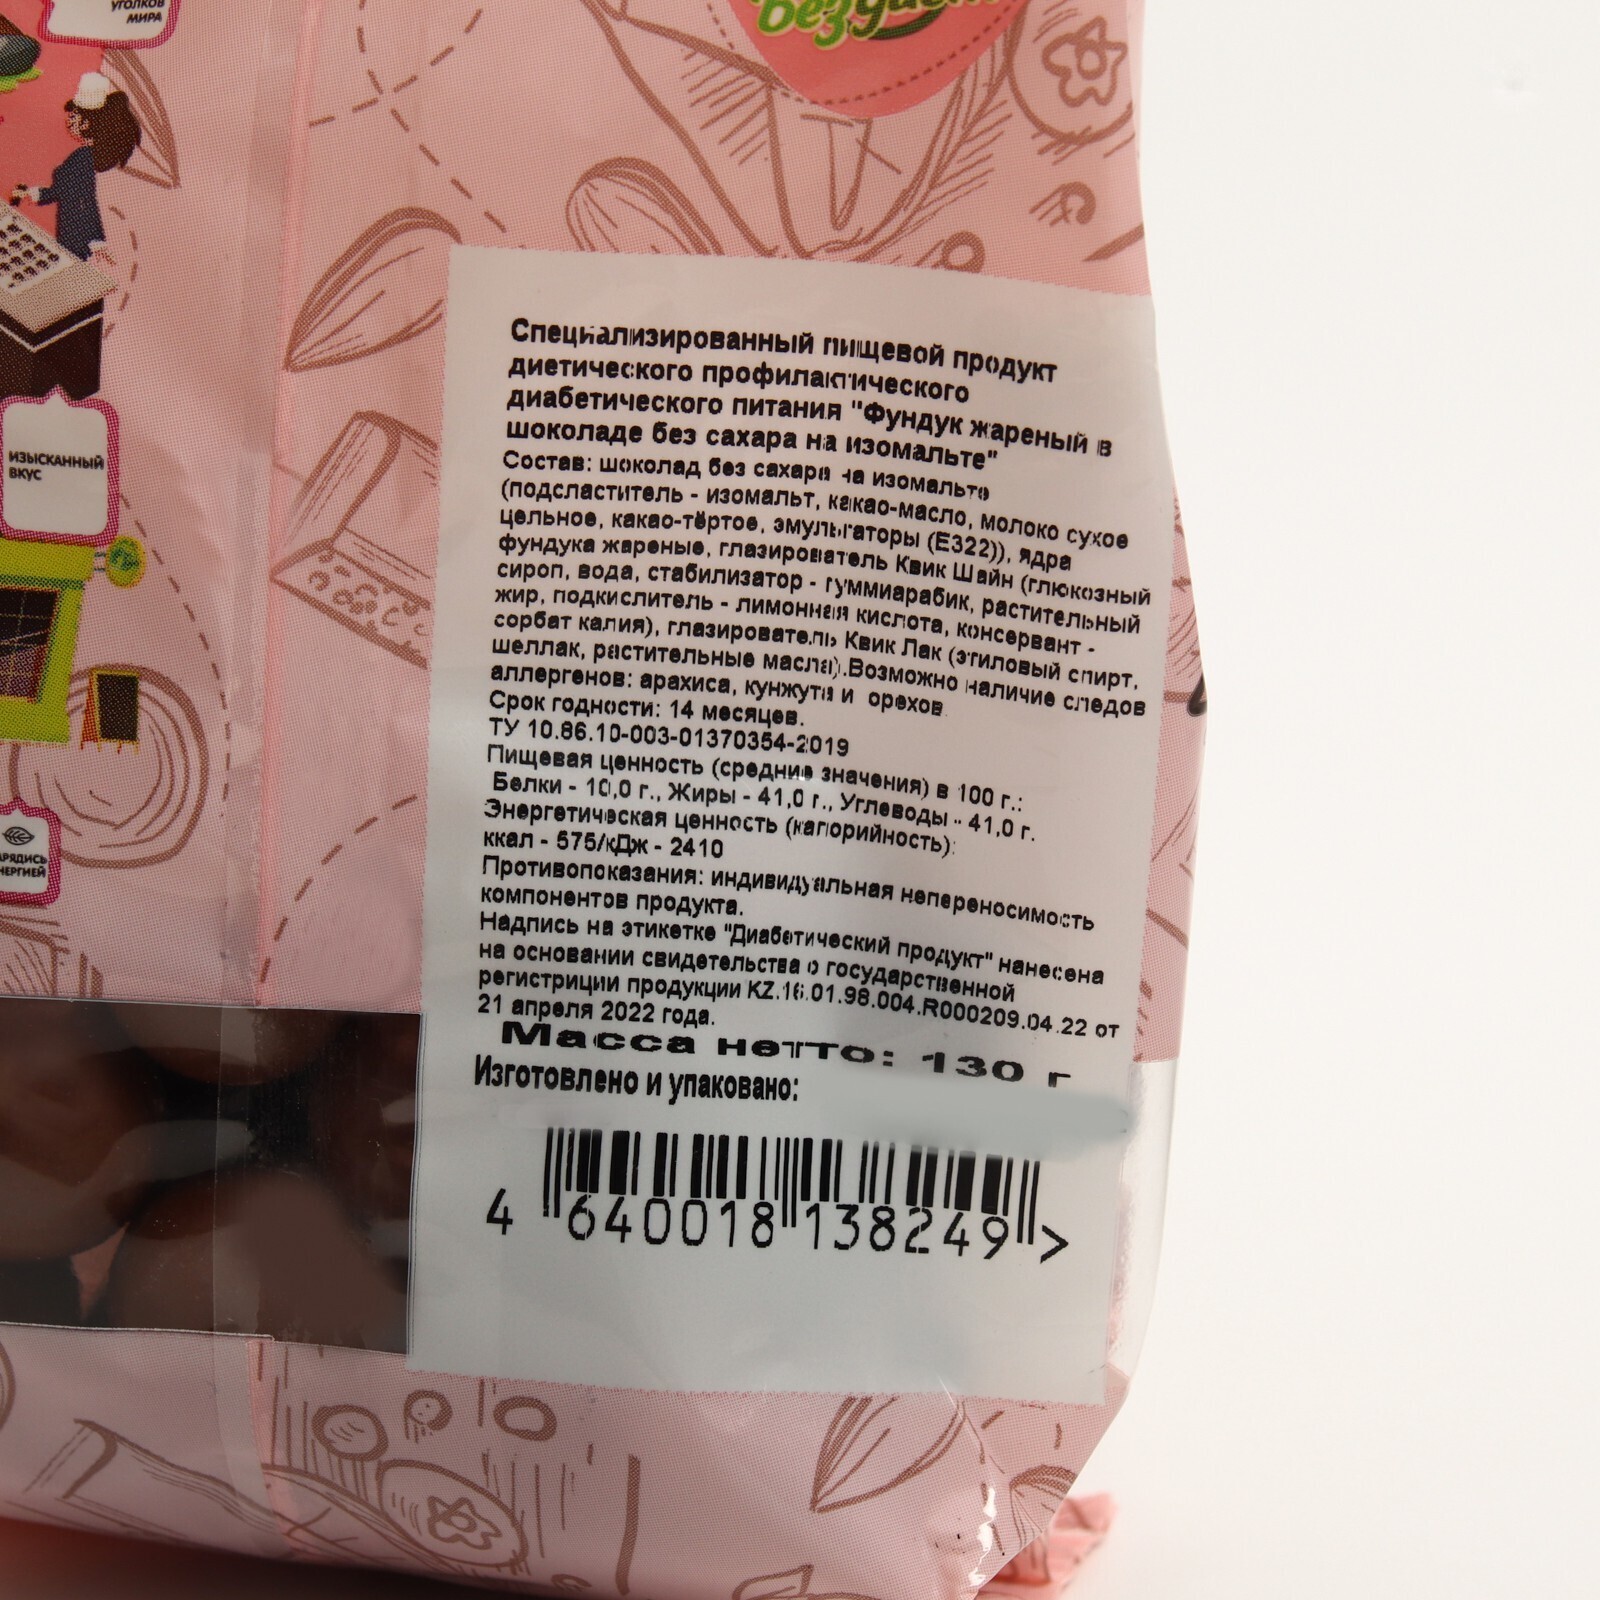 УГОЛКОВ
МИРА
без
ИЗЫСКАННЫЙ
ВКУС
Специализированный пищевой продукт
диетического профилактического
диабетического питания "Фундук жареный в
шоколаде без сахара на изомальте"
Состав: шоколад без сахара на изомальте
(подсластитель - изомальт, какао-масло, молоко сухое
цельное, какао-тёртое, эмульгаторы (Е322)), ядра
фундука жареные, глазирователь Квик Шайн (глюкозный
сироп, вода, стабилизатор - гуммиарабик, растительный
жир, подкислитель - лимонная кислота, консервант -
сорбат калия), глазирователь Квик Лак (этиловый спирт,
шеллак, растительные масла).Возможно наличие следов
аллергенов: арахиса, кунжута и орехов.
Срок годности: 14 месяцев.
ТУ 10.86.10-003-01370354-2019
Пищевая ценность (средние значения) в 100 г.:
Белки - 10,0 г., Жиры - 41,0 г., Углеводы - 41,0 г.
Энергетическая ценность (калорийность):
ккал - 575/кДж - 2410
Противопоказания: индивидуальная непереносимость
компонентов продукта.
Надпись на этикетке "Диабетический продукт" нанесена
на основании свидетельства о государственной
регистриции продукции KZ.16.01.98.004.R000209.04.22 от
21 апреля 2022 года.
Масса нетто: 130 г
Изготовлено и упаковано:
4 640018 138249 >